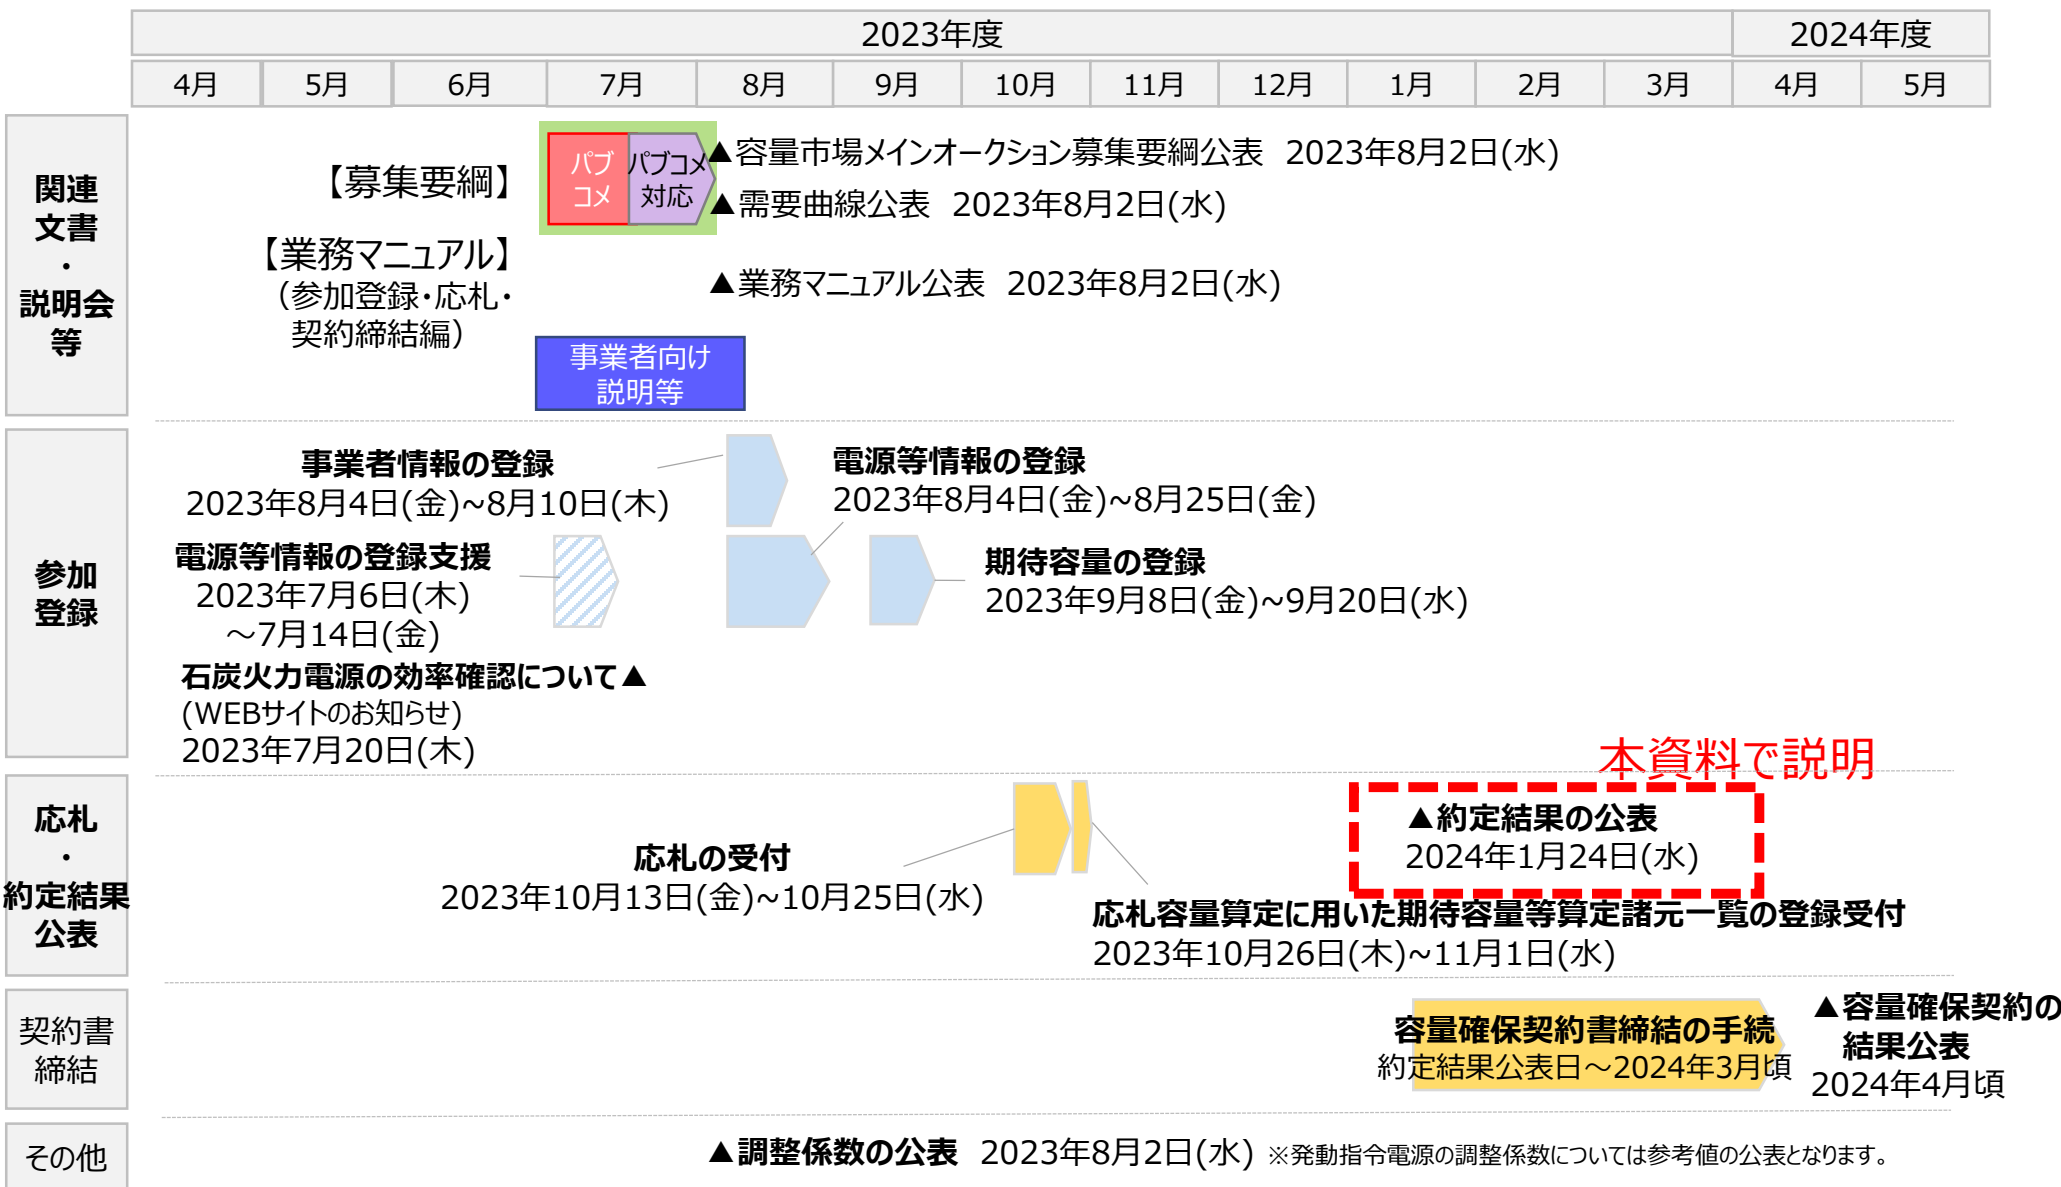 2023年度
2024年度
4月
5月
6月
7月
8月
9月
10月
11月
12月
1月
2月
3月
4月
5月
関連
文書
・
説明会
等
【募集要綱】
パブ
コメ
パブコメ
対応
▲容量市場メインオークション募集要綱公表 2023年8月2日(水)
▲需要曲線公表 2023年8月2日(水)
【業務マニュアル】
（参加登録・応札・
契約締結編）
▲業務マニュアル公表 2023年8月2日(水)
事業者向け
説明等
参加
登録
事業者情報の登録
2023年8月4日(金)~8月10日(木)
電源等情報の登録
2023年8月4日(金)~8月25日(金)
電源等情報の登録支援
2023年7月6日(木)
～7月14日(金)
期待容量の登録
2023年9月8日(金)~9月20日(水)
石炭火力電源の効率確認について▲
(WEBサイトのお知らせ)
2023年7月20日(木)
応札
・
約定結果
公表
本資料で説明
▲約定結果の公表
2024年1月24日(水)
応札の受付
2023年10月13日(金)~10月25日(水)
応札容量算定に用いた期待容量等算定諸元一覧の登録受付
2023年10月26日(木)~11月1日(水)
契約書
締結
容量確保契約書締結の手続
約定結果公表日～2024年3月頃
▲容量確保契約の
結果公表
2024年4月頃
その他
▲調整係数の公表 2023年8月2日(水) ※発動指令電源の調整係数については参考値の公表となります。